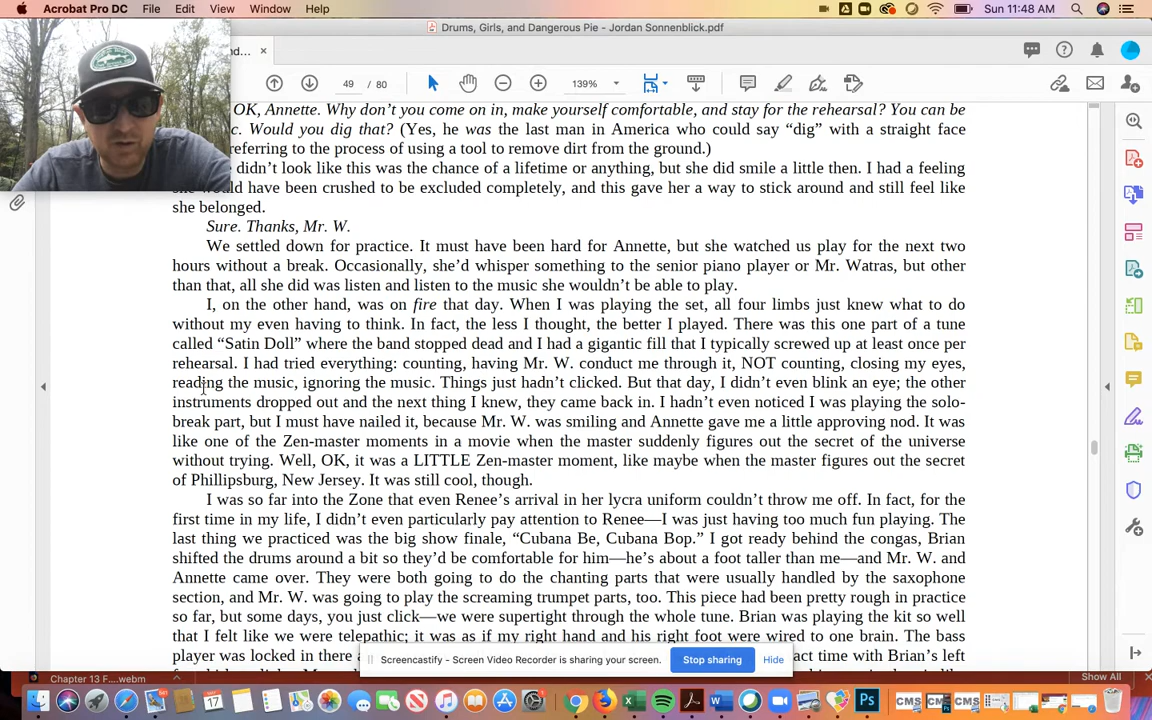 Acrobat Pro DC File Edit View Window Help
Sun 11:48 AM
Drums, Girls, and Dangerous Pie - Jordan Sonnenblick.pdf
nd... ×
49 / 80
139%
OK, Annette. Why don't you come on in, make yourself comfortable, and stay for the rehearsal? You can be
c. Would you dig that? (Yes, he was the last man in America who could say “dig” with a straight face
referring to the process of using a tool to remove dirt from the ground.)
didn't look like this was the chance of a lifetime or anything, but she did smile a little then. I had a feeling
she would have been crushed to be excluded completely, and this gave her a way to stick around and still feel like
she belonged.
Sure. Thanks, Mr. W.
We settled down for practice. It must have been hard for Annette, but she watched us play for the next two
hours without a break. Occasionally, she'd whisper something to the senior piano player or Mr. Watras, but other
than that, all she did was listen and listen to the music she wouldn't be able to play.
I, on the other hand, was on fire that day. When I was playing the set, all four limbs just knew what to do
without my even having to think. In fact, the less I thought, the better I played. There was this one part of a tune
called “Satin Doll” where the band stopped dead and I had a gigantic fill that I typically screwed up at least once per
rehearsal. I had tried everything: counting, having Mr. W. conduct me through it, NOT counting, closing my eyes,
reading the music, ignoring the music. Things just hadn't clicked. But that day, I didn't even blink an eye; the other
instruments dropped out and the next thing I knew, they came back in. I hadn't even noticed I was playing the solo-
break part, but I must have nailed it, because Mr. W. was smiling and Annette gave me a little approving nod. It was
like one of the Zen-master moments in a movie when the master suddenly figures out the secret of the universe
without trying. Well, OK, it was a LITTLE Zen-master moment, like maybe when the master figures out the secret
of Phillipsburg, New Jersey. It was still cool, though.
I was so far into the Zone that even Renee's arrival in her lycra uniform couldn't throw me off. In fact, for the
first time in my life, I didn't even particularly pay attention to Renee—I was just having too much fun playing. The
last thing we practiced was the big show finale, “Cubana Be, Cubana Bop.” I got ready behind the congas, Brian
shifted the drums around a bit so they'd be comfortable for him—he's about a foot taller than me—and Mr. W. and
Annette came over. They were both going to do the chanting parts that were usually handled by the saxophone
section, and Mr. W. was going to play the screaming trumpet parts, too. This piece had been pretty rough in practice
so far, but some days, you just click—we were supertight through the whole tune. Brian was playing the kit so well
that I felt like we were telepathic; it was as if my right hand and his right foot were wired to one brain. The bass
player was locked in there act time with Brian's left
Screencastify - Screen Video Recorder is sharing your screen. Stop sharing Hide
Chapter 13 F....webm Show All
17
CMS CMS CMS